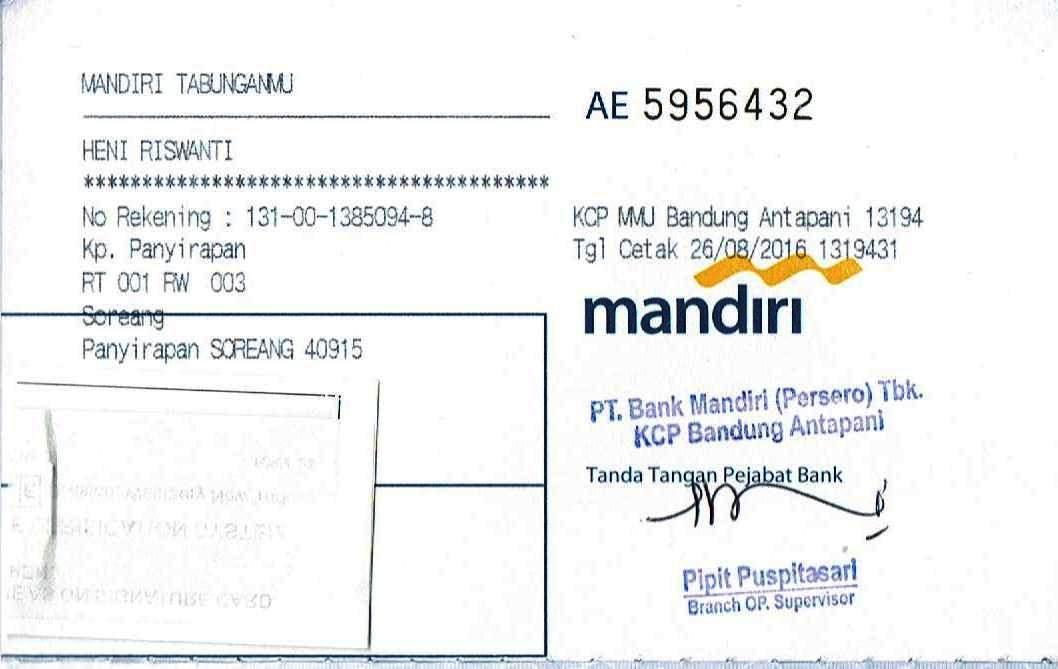 MANDIRI TABUNGANMU
AE 5956432
HENI RISWANTI
****************************************
No Rekening : 131-00-1385094-8
Kp. Panyirapan
RT 001 RW 003
Soreang
Panyirapan SOREANG 40915
KCP MMU Bandung Antapani 13194
Tgl Cetak 26/08/2016 1319431
mandiri
PT. Bank Mandiri (Persero) Tbk.
KCP Bandung Antapani
Tanda Tangan Pejabat Bank
Pipit Puspitasari
Branch OP. Supervisor
SIGNATURE CARD